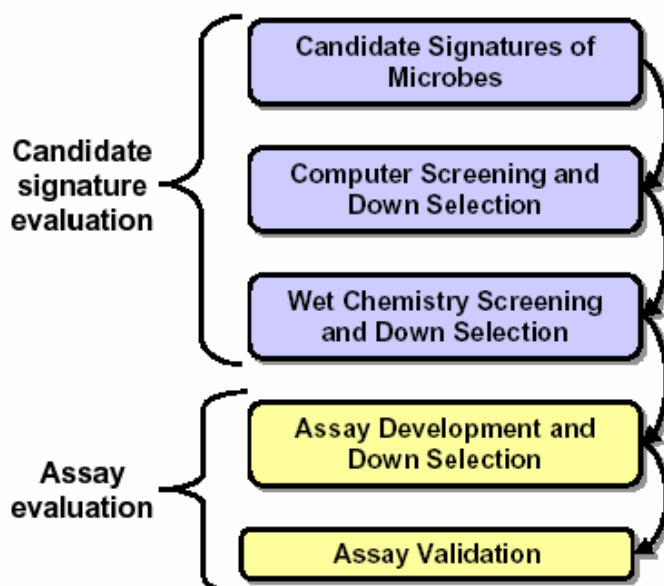 Candidate Signatures of
Microbes
Candidate
signature
evaluation
Computer Screening and
Down Selection
Wet Chemistry Screening
and Down Selection
Assay
evaluation
Assay Development and
Down Selection
Assay Validation